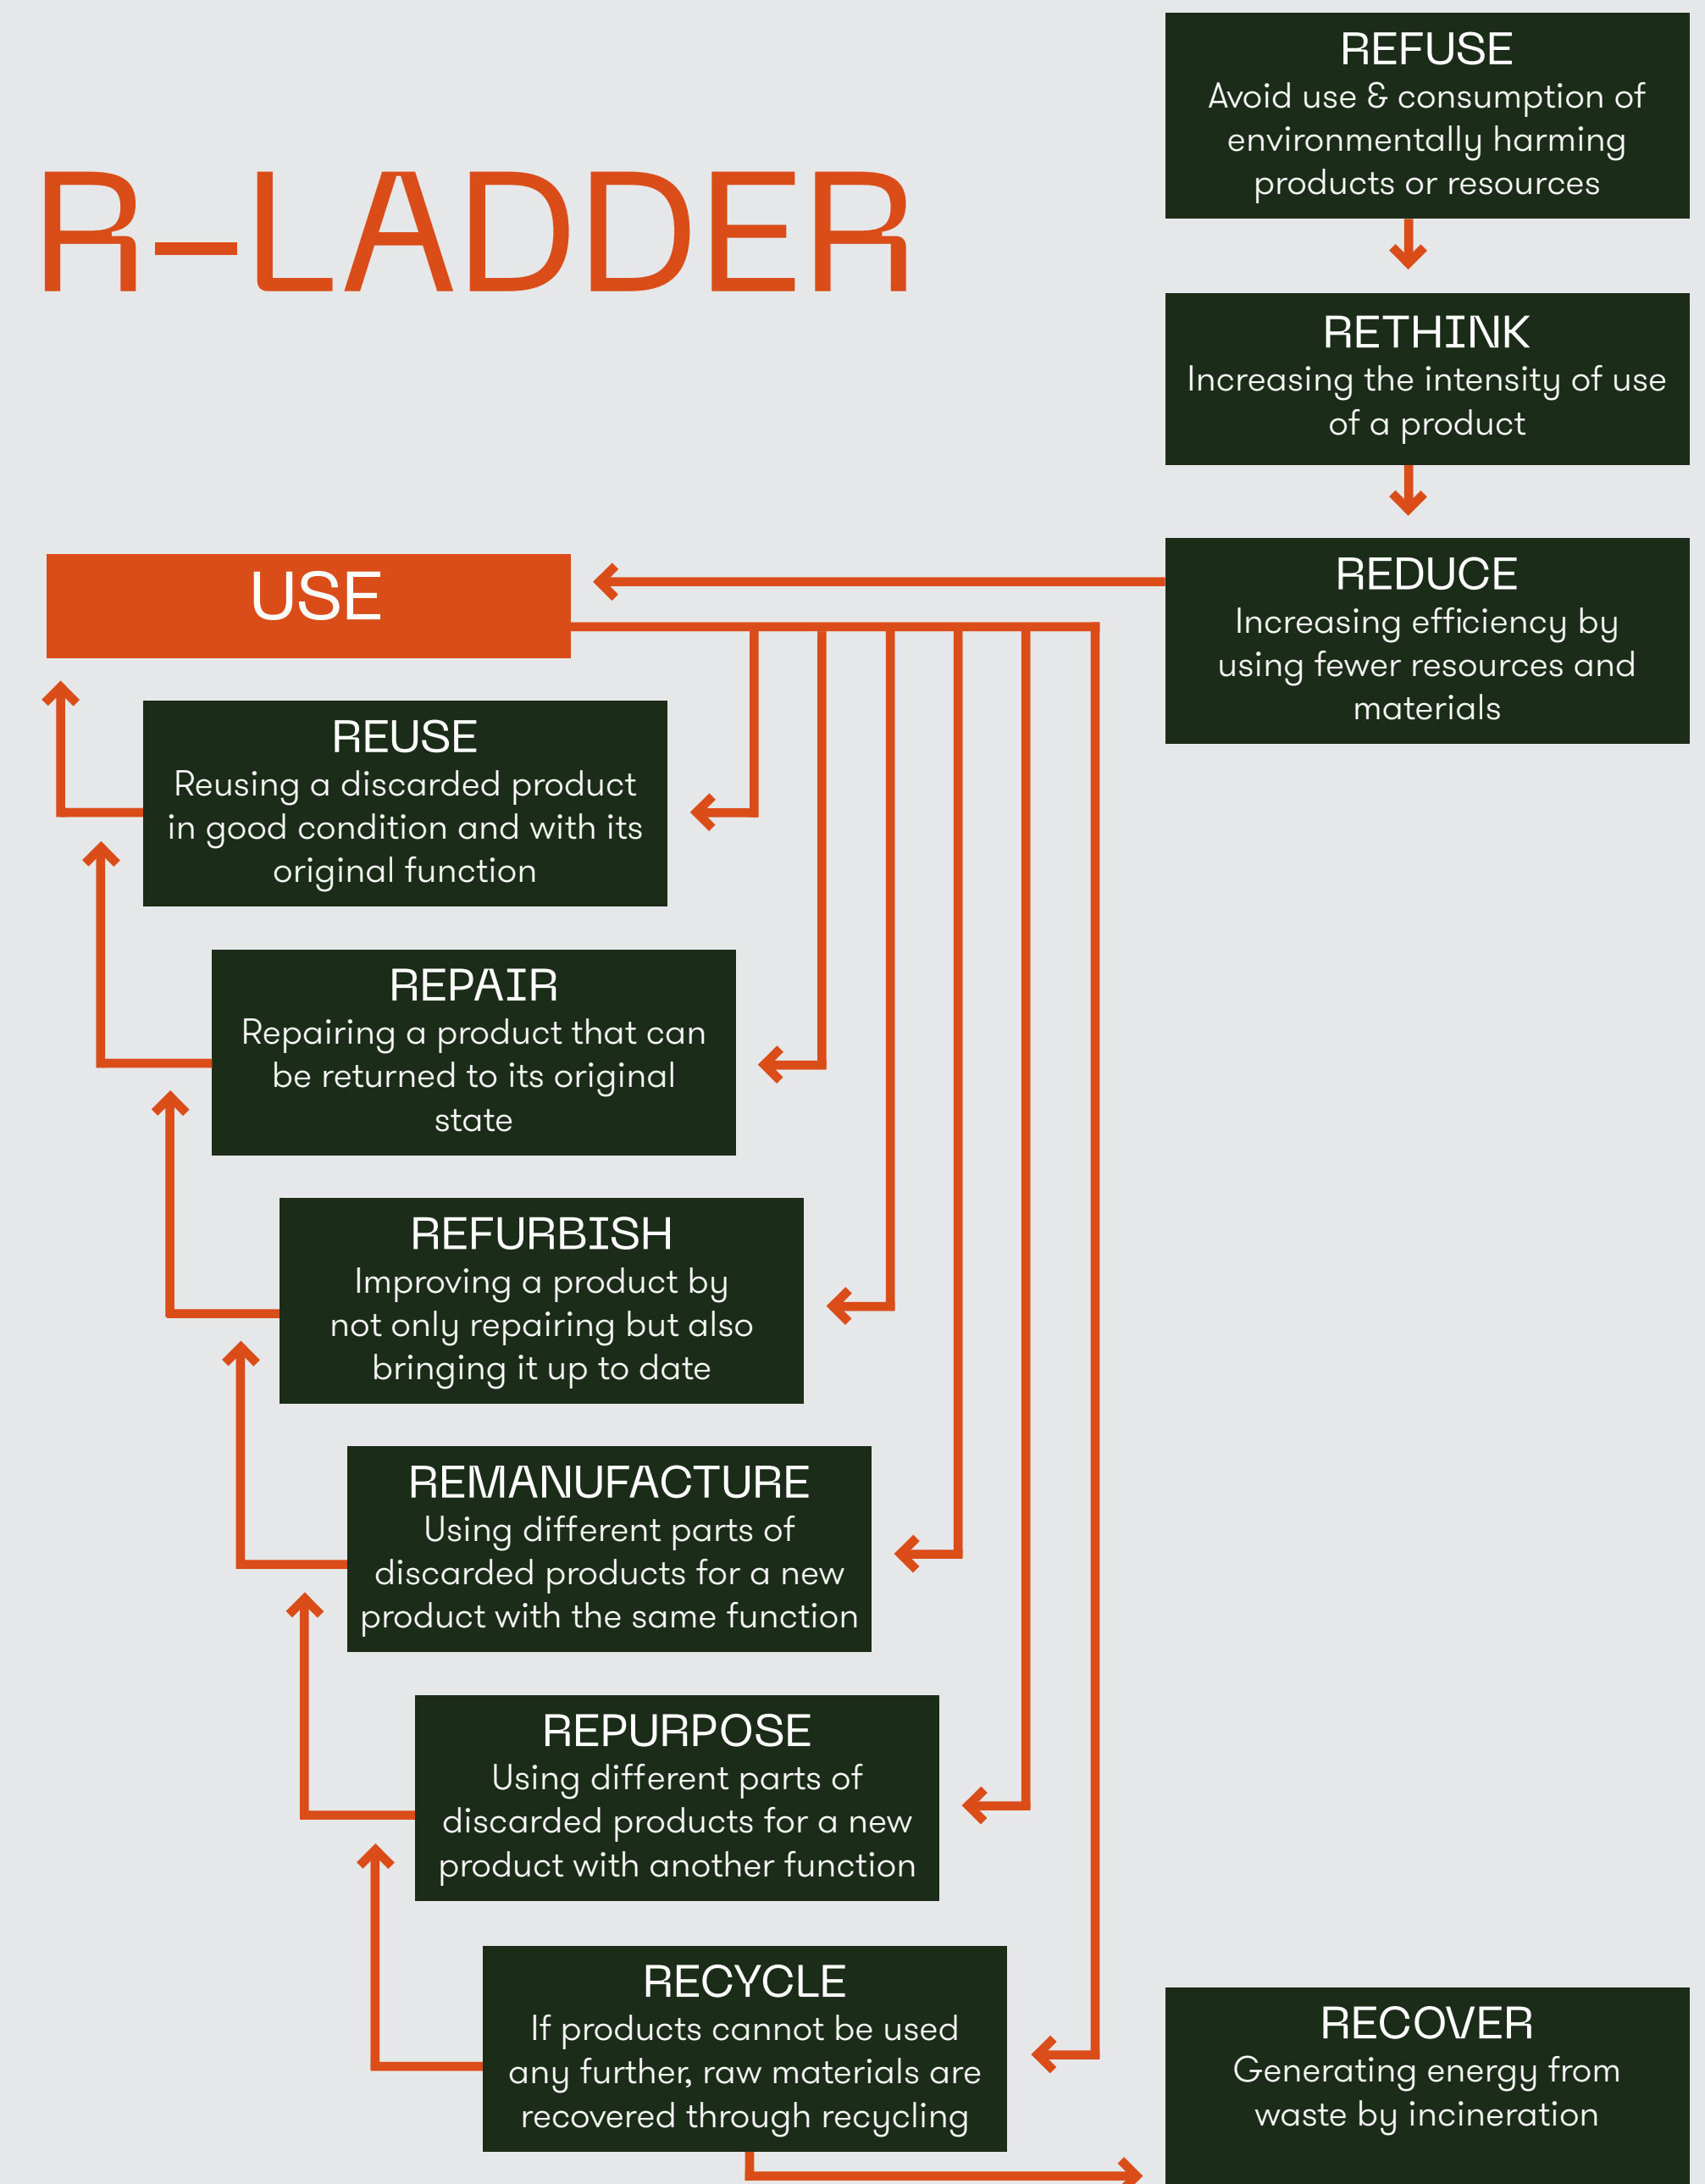 R–LADDER
REFUSE
Avoid use & consumption of
environmentally harming
products or resources
RETHINK
Increasing the intensity of use
of a product
REDUCE
Increasing efficiency by
using fewer resources and
materials
USE
REUSE
Reusing a discarded product
in good condition and with its
original function
REPAIR
Repairing a product that can
be returned to its original
state
REFURBISH
Improving a product by
not only repairing but also
bringing it up to date
REMANUFACTURE
Using different parts of
discarded products for a new
product with the same function
REPURPOSE
Using different parts of
discarded products for a new
product with another function
RECYCLE
If products cannot be used
any further, raw materials are
recovered through recycling
RECOVER
Generating energy from
waste by incineration